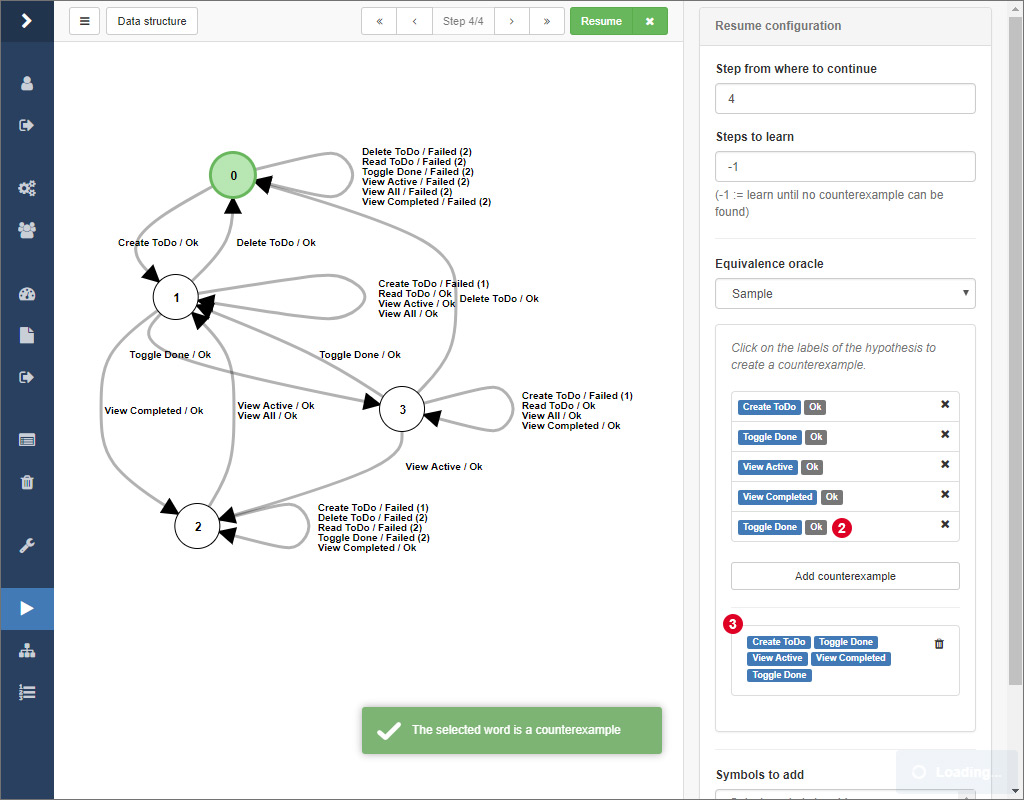 Data structure
«
‹
Step 4/4
›
»
Resume
Resume configuration
Step from where to continue
4
Steps to learn
-1
(-1 := learn until no counterexample can be
found)
Equivalence oracle
Sample
Click on the labels of the hypothesis to
create a counterexample.
Create ToDo Ok
Toggle Done Ok
View Active Ok
View Completed Ok
Toggle Done Ok 2
Add counterexample
3
Create ToDo Toggle Done
View Active View Completed
Toggle Done
Symbols to add
Loading...
0
Delete ToDo / Failed (2)
Read ToDo / Failed (2)
Toggle Done / Failed (2)
View Active / Failed (2)
View All / Failed (2)
View Completed / Failed (2)
Create ToDo / Ok
Delete ToDo / Ok
1
Create ToDo / Failed (1)
Read ToDo / Ok
View Active / Ok
View All / Ok
Delete ToDo / Ok
Toggle Done / Ok
Toggle Done / Ok
View Completed / Ok
View Active / Ok
View All / Ok
3
Create ToDo / Failed (1)
Read ToDo / Ok
View All / Ok
View Completed / Ok
View Active / Ok
2
Create ToDo / Failed (1)
Delete ToDo / Failed (2)
Read ToDo / Failed (2)
Toggle Done / Failed (2)
View Completed / Ok
The selected word is a counterexample